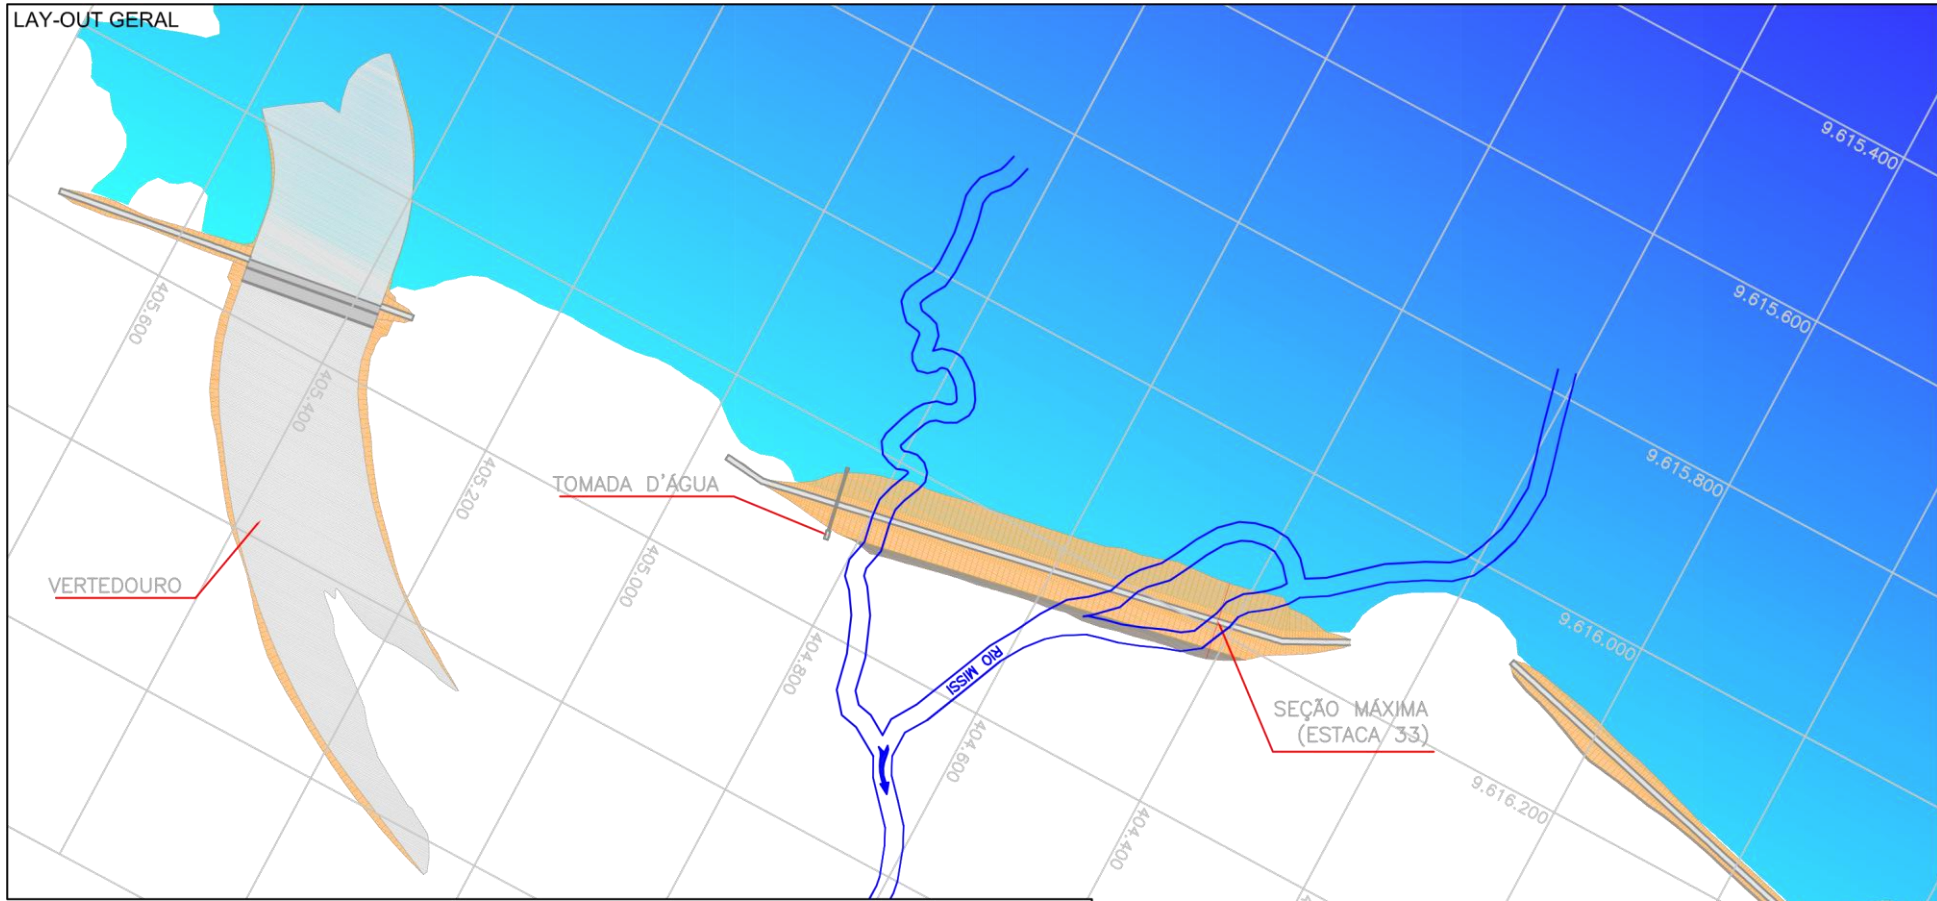 LAY-OUT GERAL
9.615.400
9.615.600
405.600
405.400
405.200
9.615.800
TOMADA D'ÁGUA
405.000
VERTEDOURO
404.800
9.616.000
RIO MISSI
SEÇÃO MÁXIMA
(ESTACA 33)
404.600
9.616.200
404.400